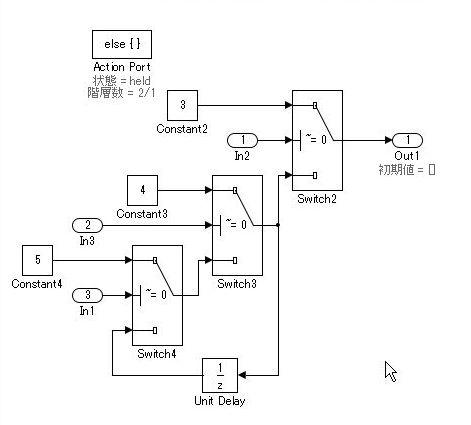 else { }
Action Port
状態 = held
階層数 = 2/1
3
Constant2
1
In2
~= 0
Switch2
1
Out1
初期値 = []
4
Constant3
2
In3
~= 0
Switch3
5
Constant4
3
In1
~= 0
Switch4
1
z
Unit Delay